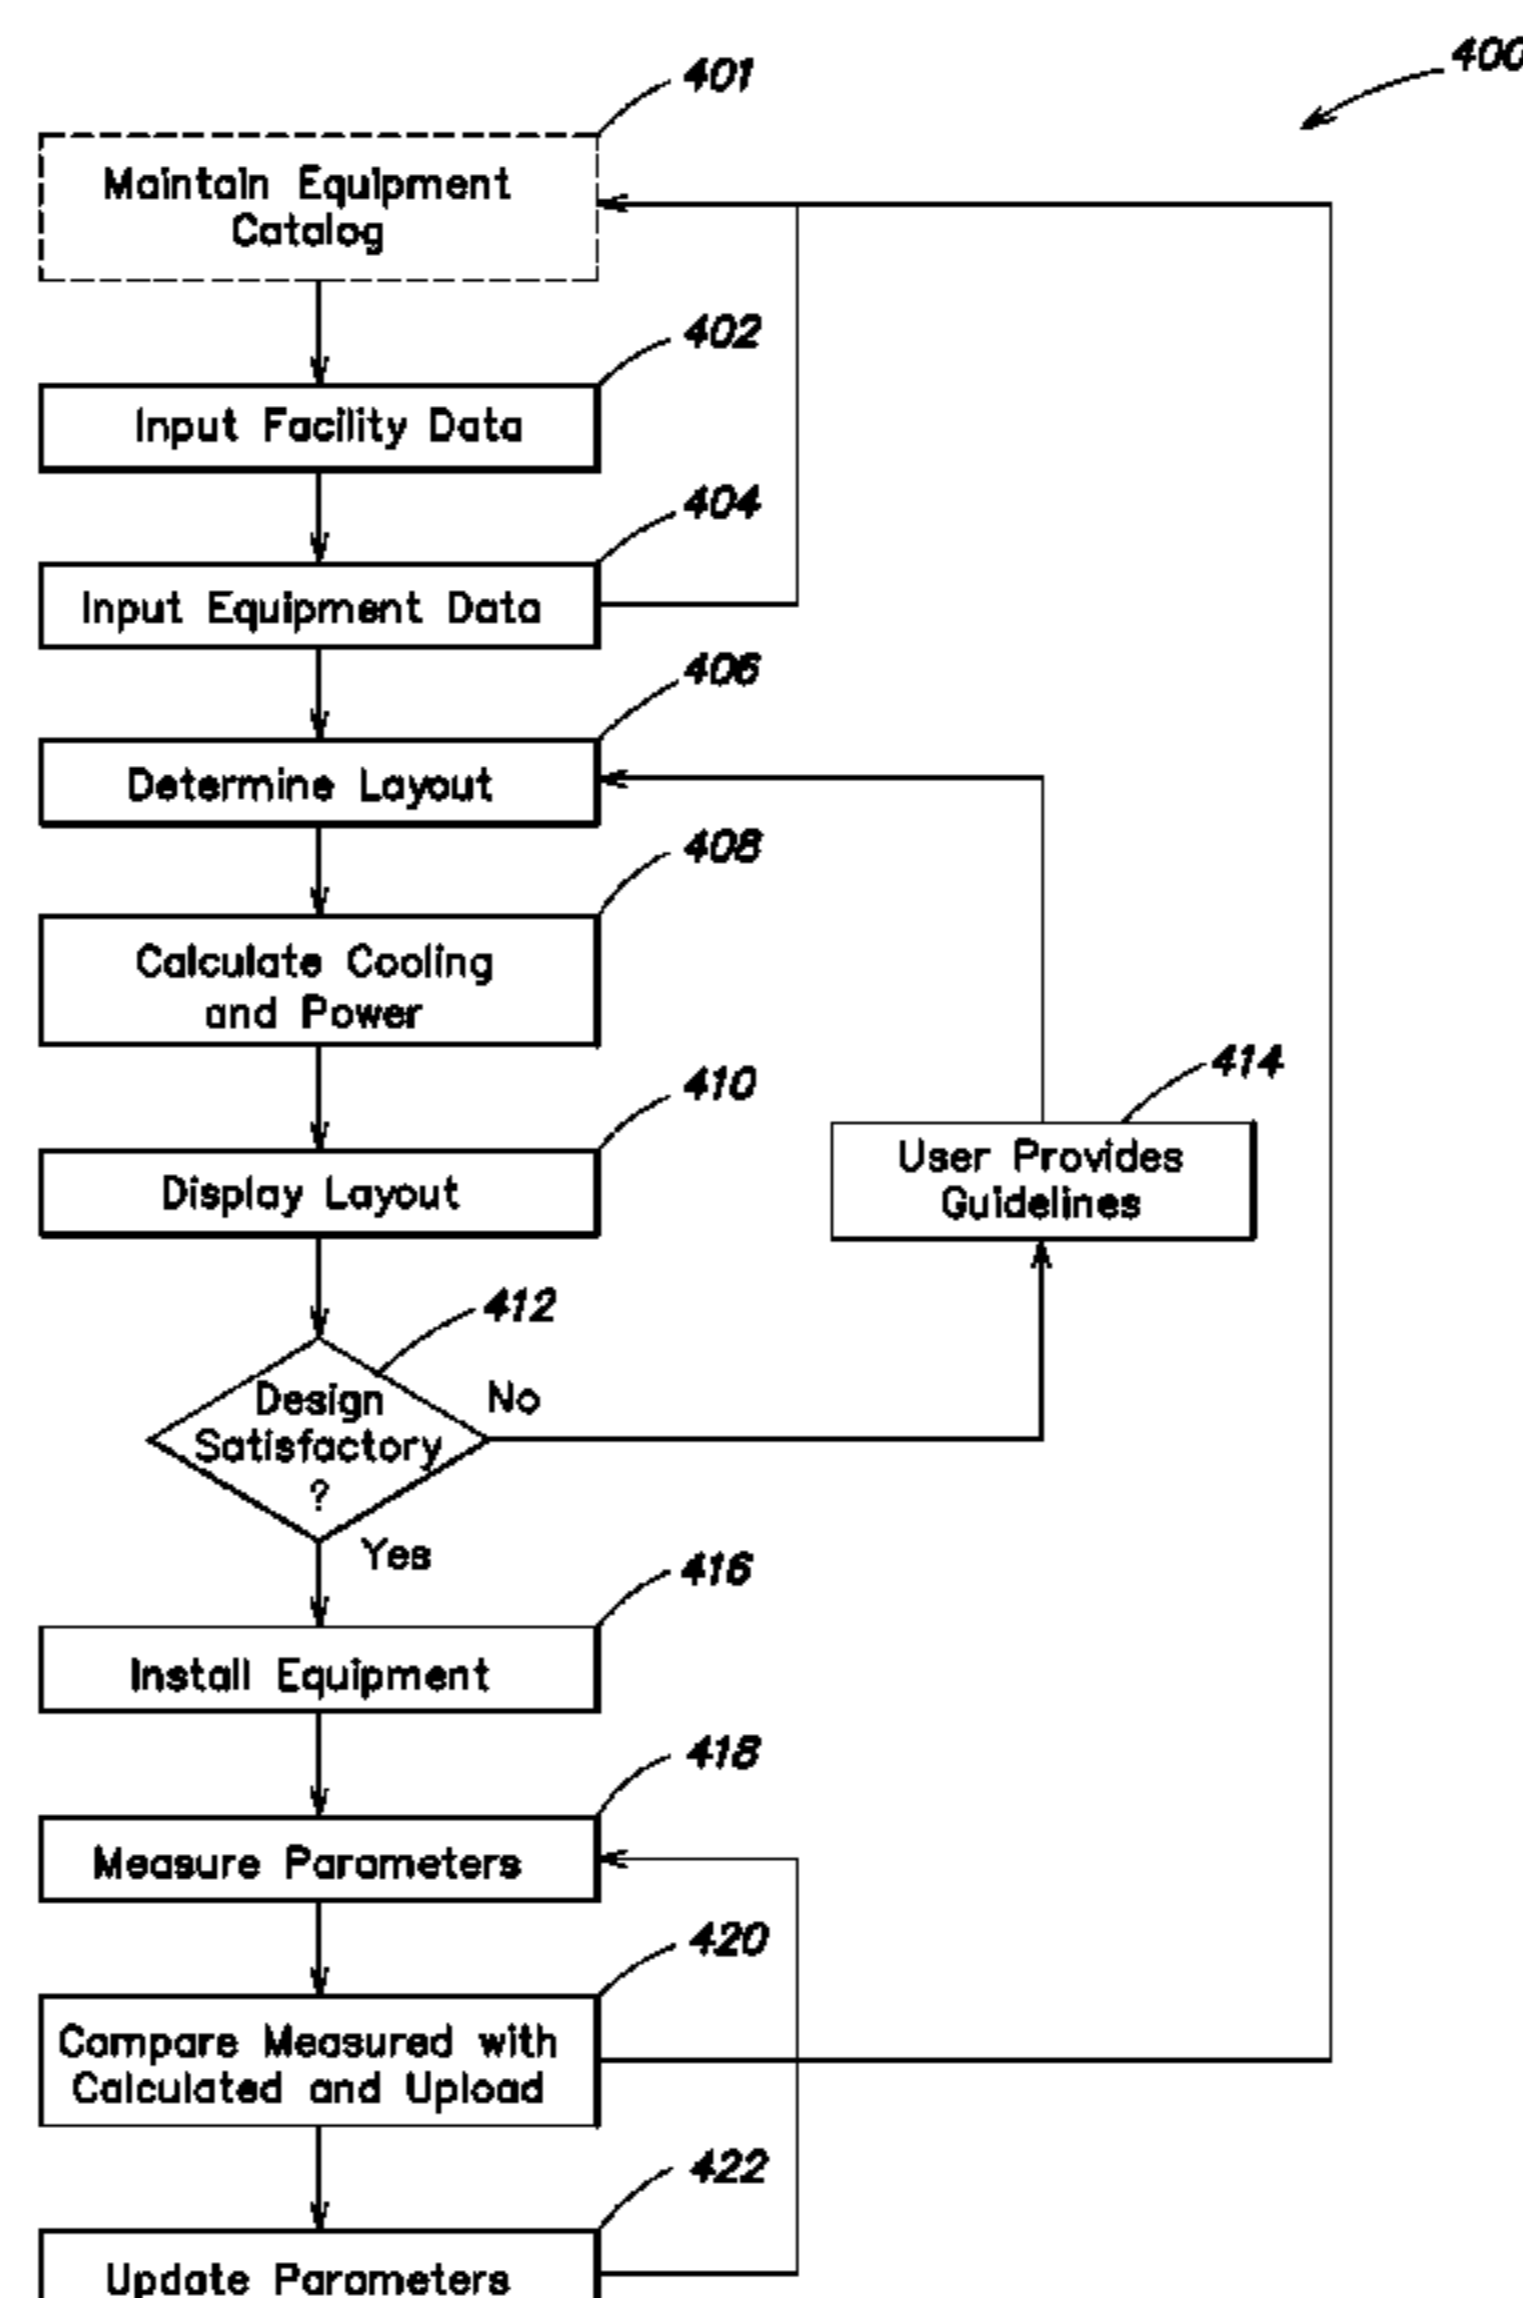 400
401
Maintain Equipment
Catalog
402
Input Facility Data
404
Input Equipment Data
406
Determine Layout
408
Calculate Cooling
and Power
410
Display Layout
414
User Provides
Guidelines
412
Design
Satisfactory
?
No
Yes
416
Install Equipment
418
Measure Parameters
420
Compare Measured with
Calculated and Upload
422
Update Parameters